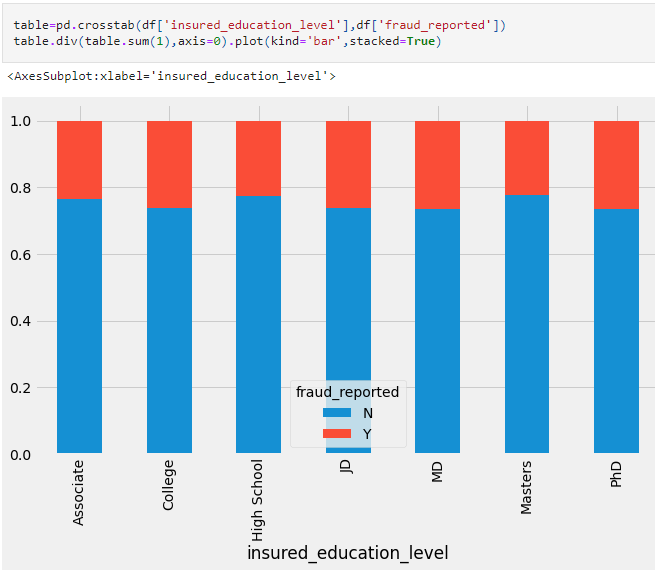 table=pd.crosstab(df['insured_education_level'],df['fraud_reported'])
table.div(table.sum(1),axis=0).plot(kind='bar',stacked=True)
<AxesSubplot:xlabel='insured_education_level'>
1.0
0.8
0.6
0.4
0.2
0.0
fraud_reported
N
Y
Associate
College
High School
JD
MD
Masters
PhD
insured_education_level